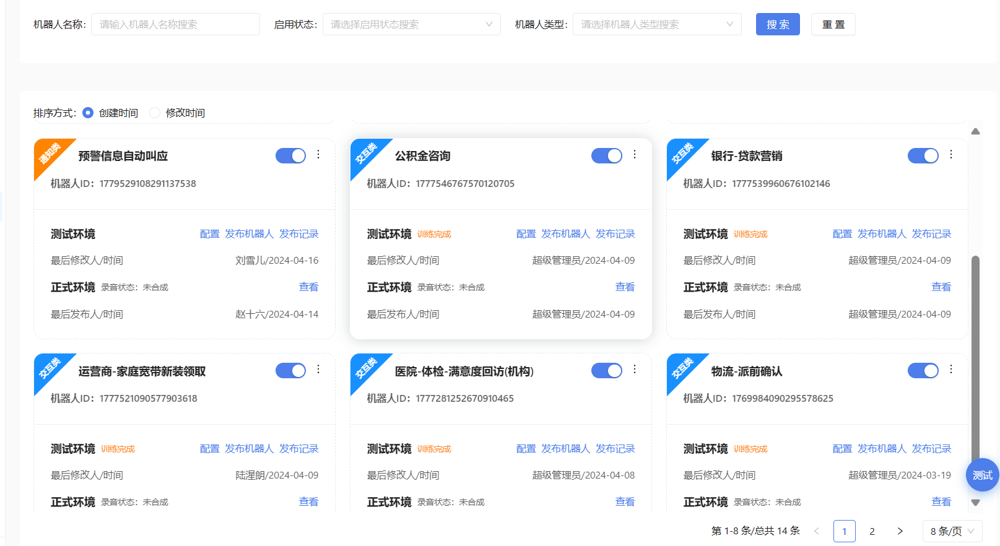 机器人名称： 请输入机器人名称搜索 启用状态： 请选择启用状态搜索 机器人类型： 请选择机器人类型搜索 搜 索 重 置
排序方式： 创建时间 修改时间
通知类 预警信息自动叫应
机器人ID：1779529108291137538
测试环境 配置 发布机器人 发布记录
最后修改人/时间 刘雪儿/2024-04-16
正式环境 录音状态：未合成 查看
最后发布人/时间 赵十六/2024-04-14
交互类 公积金咨询
机器人ID：1777546767570120705
测试环境 训练完成 配置 发布机器人 发布记录
最后修改人/时间 超级管理员/2024-04-09
正式环境 录音状态：未合成 查看
最后发布人/时间 超级管理员/2024-04-09
交互类 银行-贷款营销
机器人ID：1777539960676102146
测试环境 训练完成 配置 发布机器人 发布记录
最后修改人/时间 超级管理员/2024-04-09
正式环境 录音状态：未合成 查看
最后发布人/时间 超级管理员/2024-04-09
交互类 运营商-家庭宽带新装领取
机器人ID：1777521090577903618
测试环境 训练完成 配置 发布机器人 发布记录
最后修改人/时间 陆湦朗/2024-04-09
正式环境 录音状态：未合成 查看
交互类 医院-体检-满意度回访(机构)
机器人ID：1777281252670910465
测试环境 训练完成 配置 发布机器人 发布记录
最后修改人/时间 超级管理员/2024-04-08
正式环境 录音状态：未合成 查看
交互类 物流-派前确认
机器人ID：1769984090295578625
测试环境 训练完成 配置 发布机器人 发布记录
最后修改人/时间 超级管理员/2024-03-19
正式环境 录音状态：未合成 查看
测试
第 1-8 条/总共 14 条 < 1 2 > 8 条/页